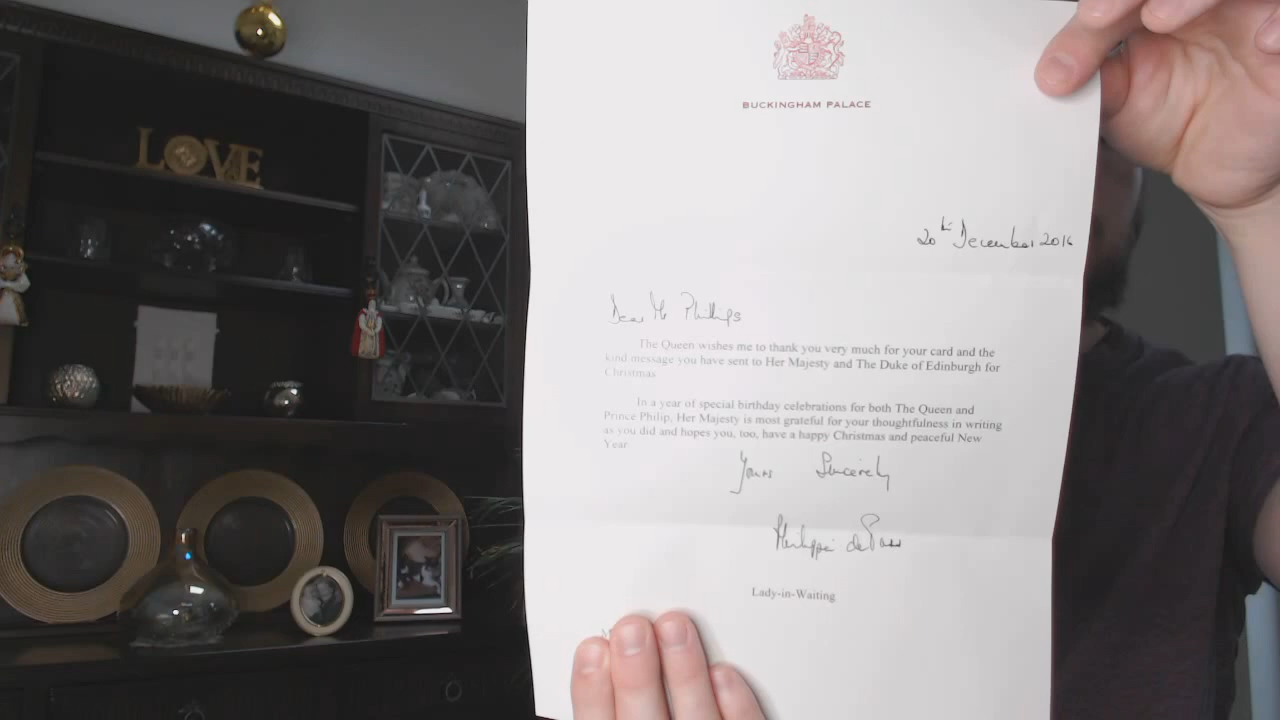 LOVE
BUCKINGHAM PALACE
20th December 2016
Dear Mr Phillips
The Queen wishes me to thank you very much for your card and the
kind message you have sent to Her Majesty and The Duke of Edinburgh for
Christmas
In a year of special birthday celebrations for both The Queen and
Prince Philip, Her Majesty is most grateful for your thoughtfulness in writing
as you did and hopes you, too, have a happy Christmas and peaceful New
Year
Yours Sincerely
Philippa de Pass
Lady-in-Waiting